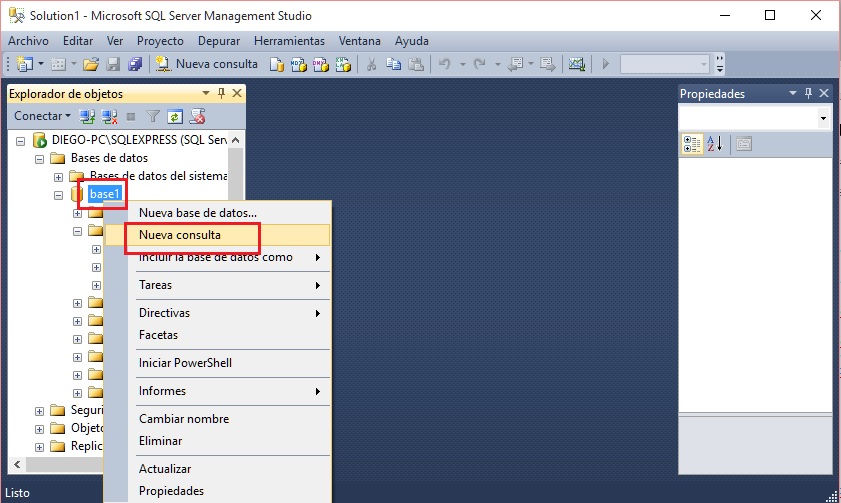 Solution1 - Microsoft SQL Server Management Studio
Archivo Editar Ver Proyecto Depurar Herramientas Ventana Ayuda
Nueva consulta
Explorador de objetos
Conectar
DIEGO-PC\SQLEXPRESS (SQL Ser
Bases de datos
Bases de datos del sistema
base1
Nueva base de datos...
Nueva consulta
Incluir la base de datos como
Tareas
Directivas
Facetas
Iniciar PowerShell
Informes
Cambiar nombre
Eliminar
Actualizar
Propiedades
Seguri
Objeto
Replic
Propiedades
Listo